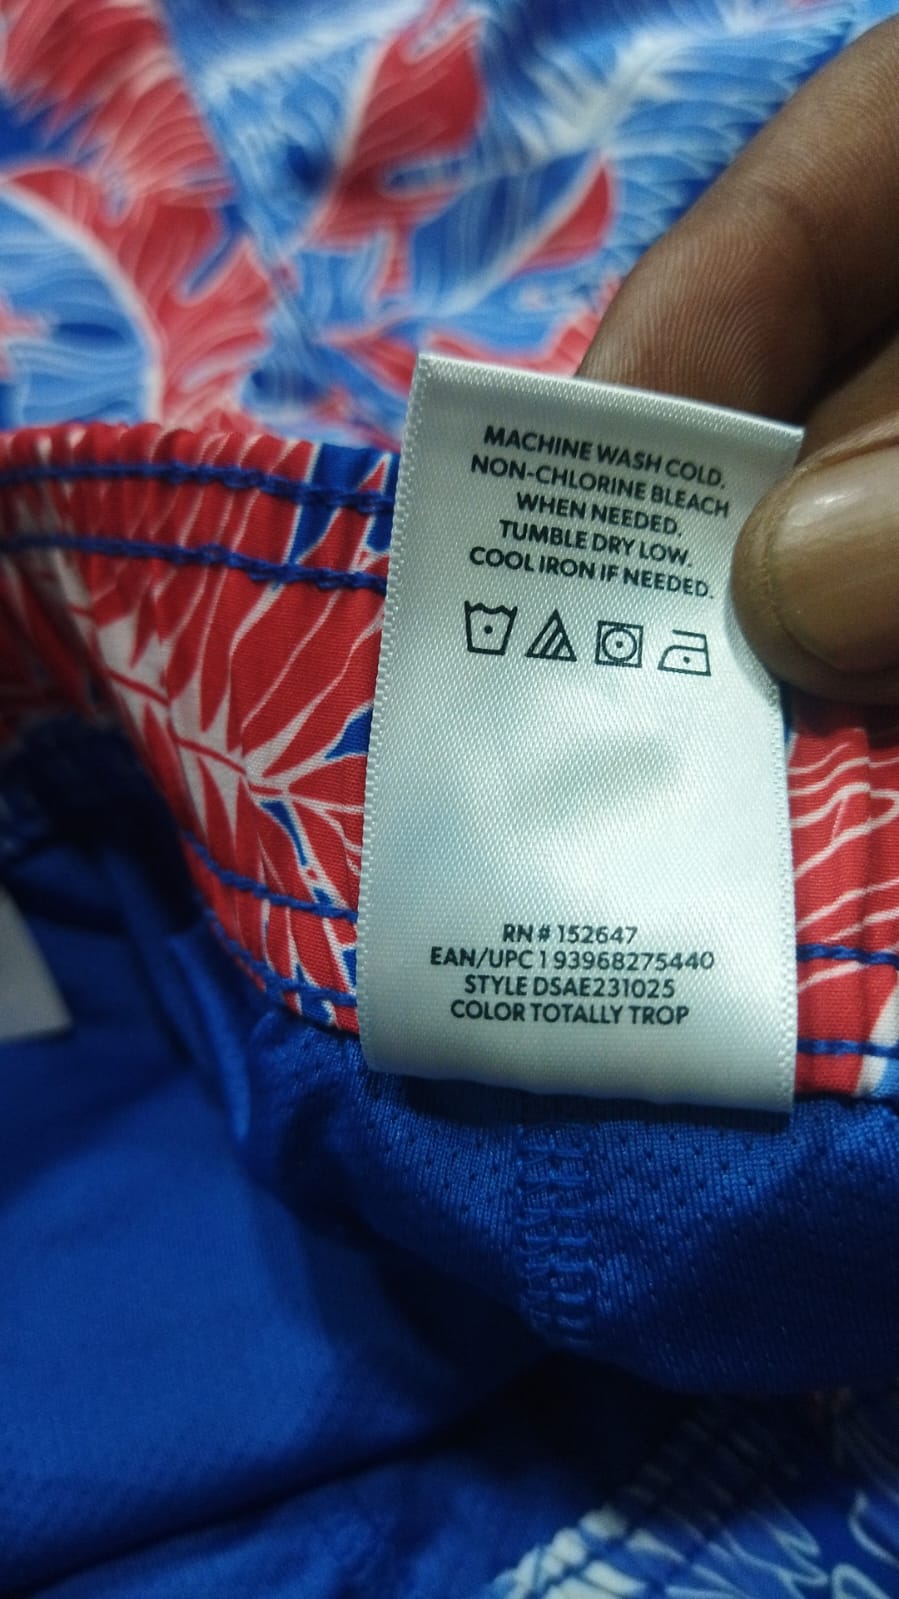 MACHINE WASH COLD.
NON-CHLORINE BLEACH
WHEN NEEDED.
TUMBLE DRY LOW.
COOL IRON IF NEEDED.
RN # 152647
EAN/UPC 193968275440
STYLE DSAE231025
COLOR TOTALLY TROP